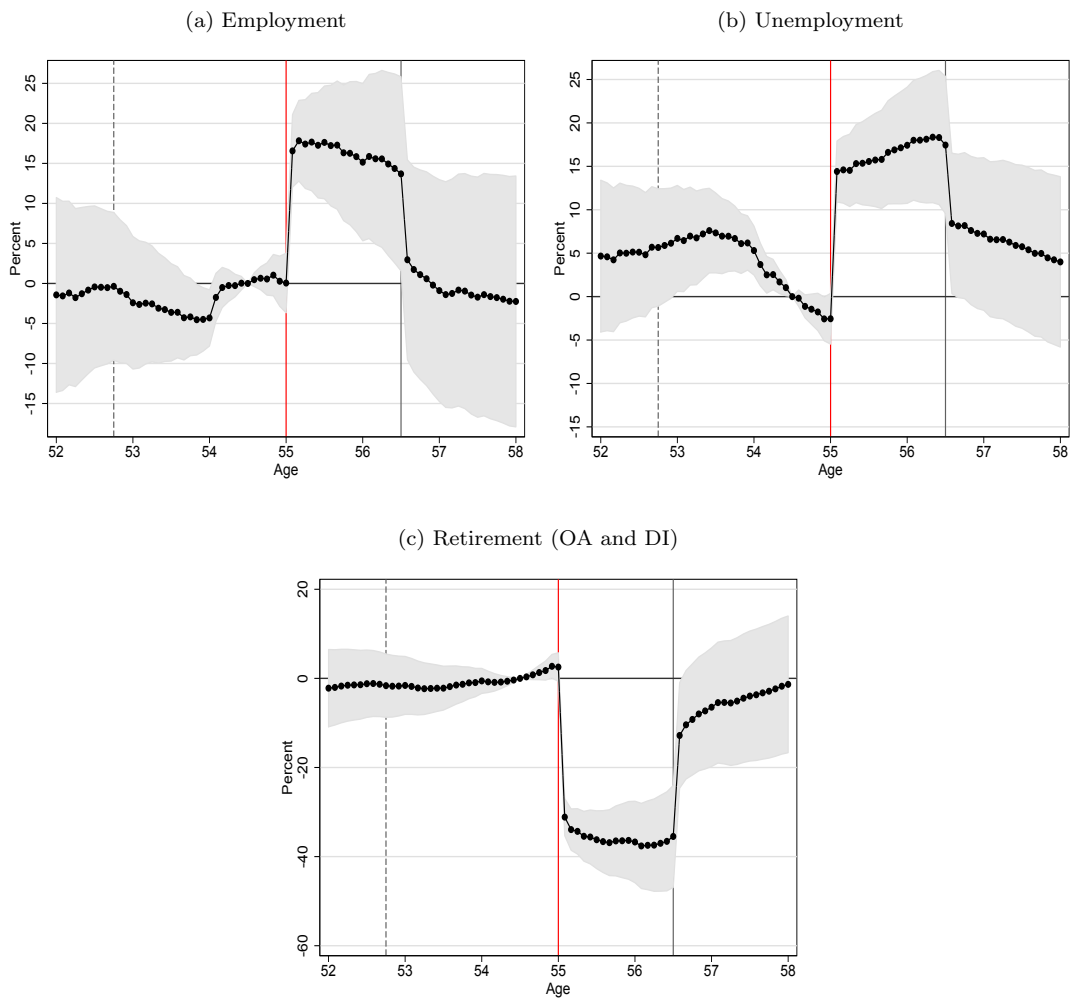 (a) Employment
Percent
25
20
15
10
5
0
-5
-10
-15
52 53 54 55 56 57 58
Age
(b) Unemployment
Percent
25
20
15
10
5
0
-5
-10
-15
52 53 54 55 56 57 58
Age
(c) Retirement (OA and DI)
Percent
20
0
-20
-40
-60
52 53 54 55 56 57 58
Age